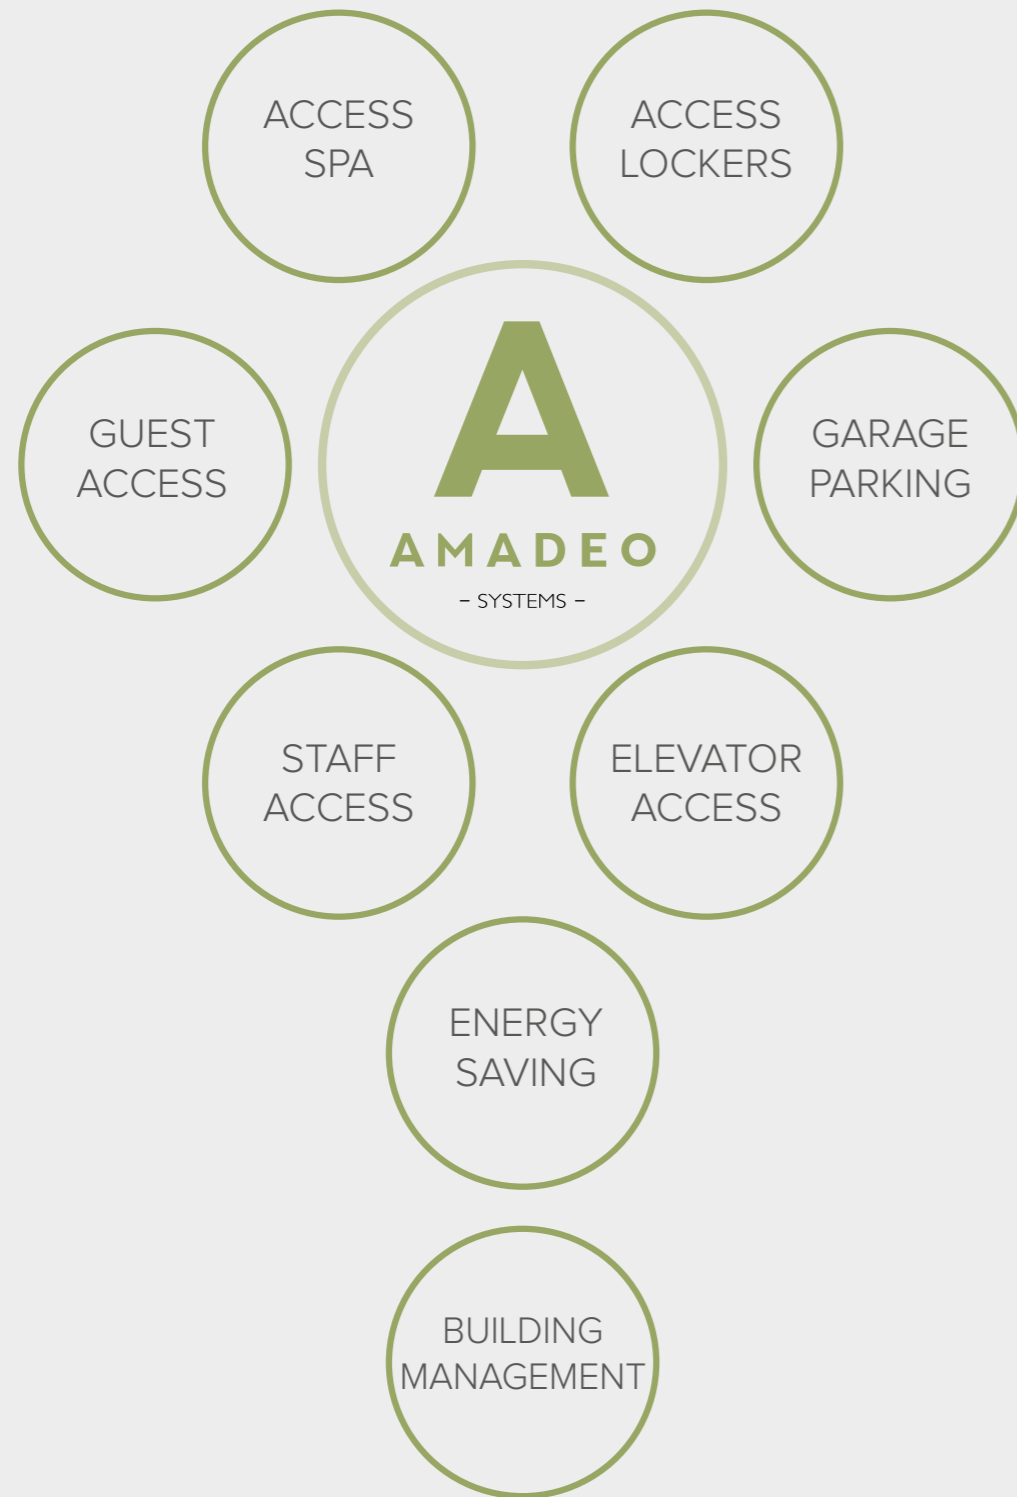 ACCESS
SPA
ACCESS
LOCKERS
GUEST
ACCESS
A
AMADEO
- SYSTEMS -
GARAGE
PARKING
STAFF
ACCESS
ELEVATOR
ACCESS
ENERGY
SAVING
BUILDING
MANAGEMENT